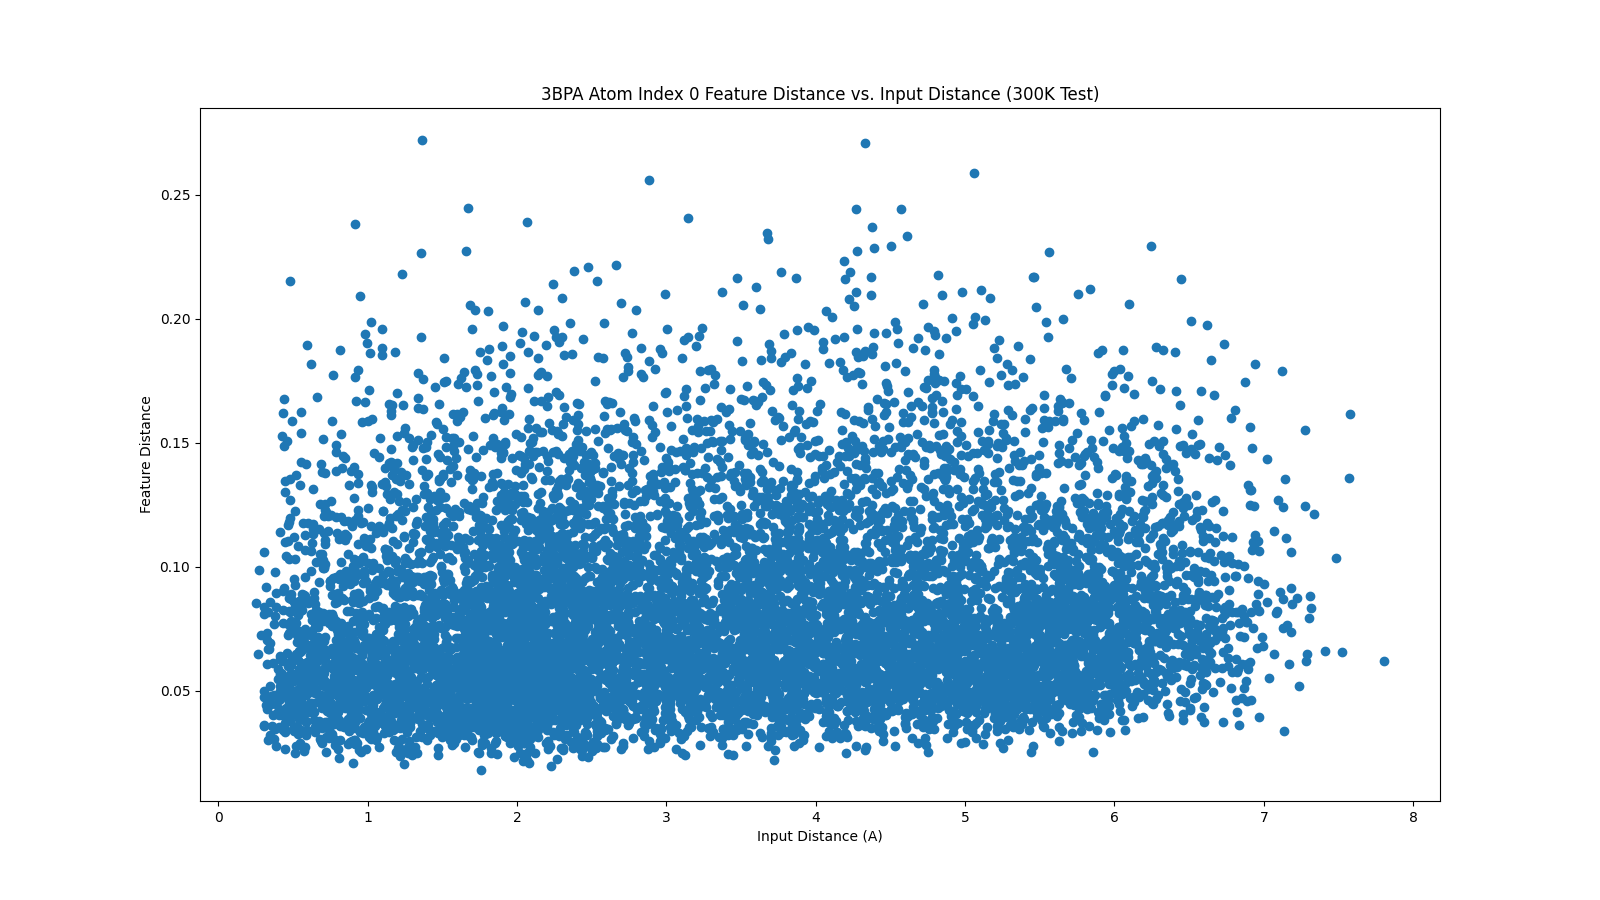 3BPA Atom Index 0 Feature Distance vs. Input Distance (300K Test)
0.25
0.20
0.15
0.10
0.05
Feature Distance
0 1 2 3 4 5 6 7 8
Input Distance (A)